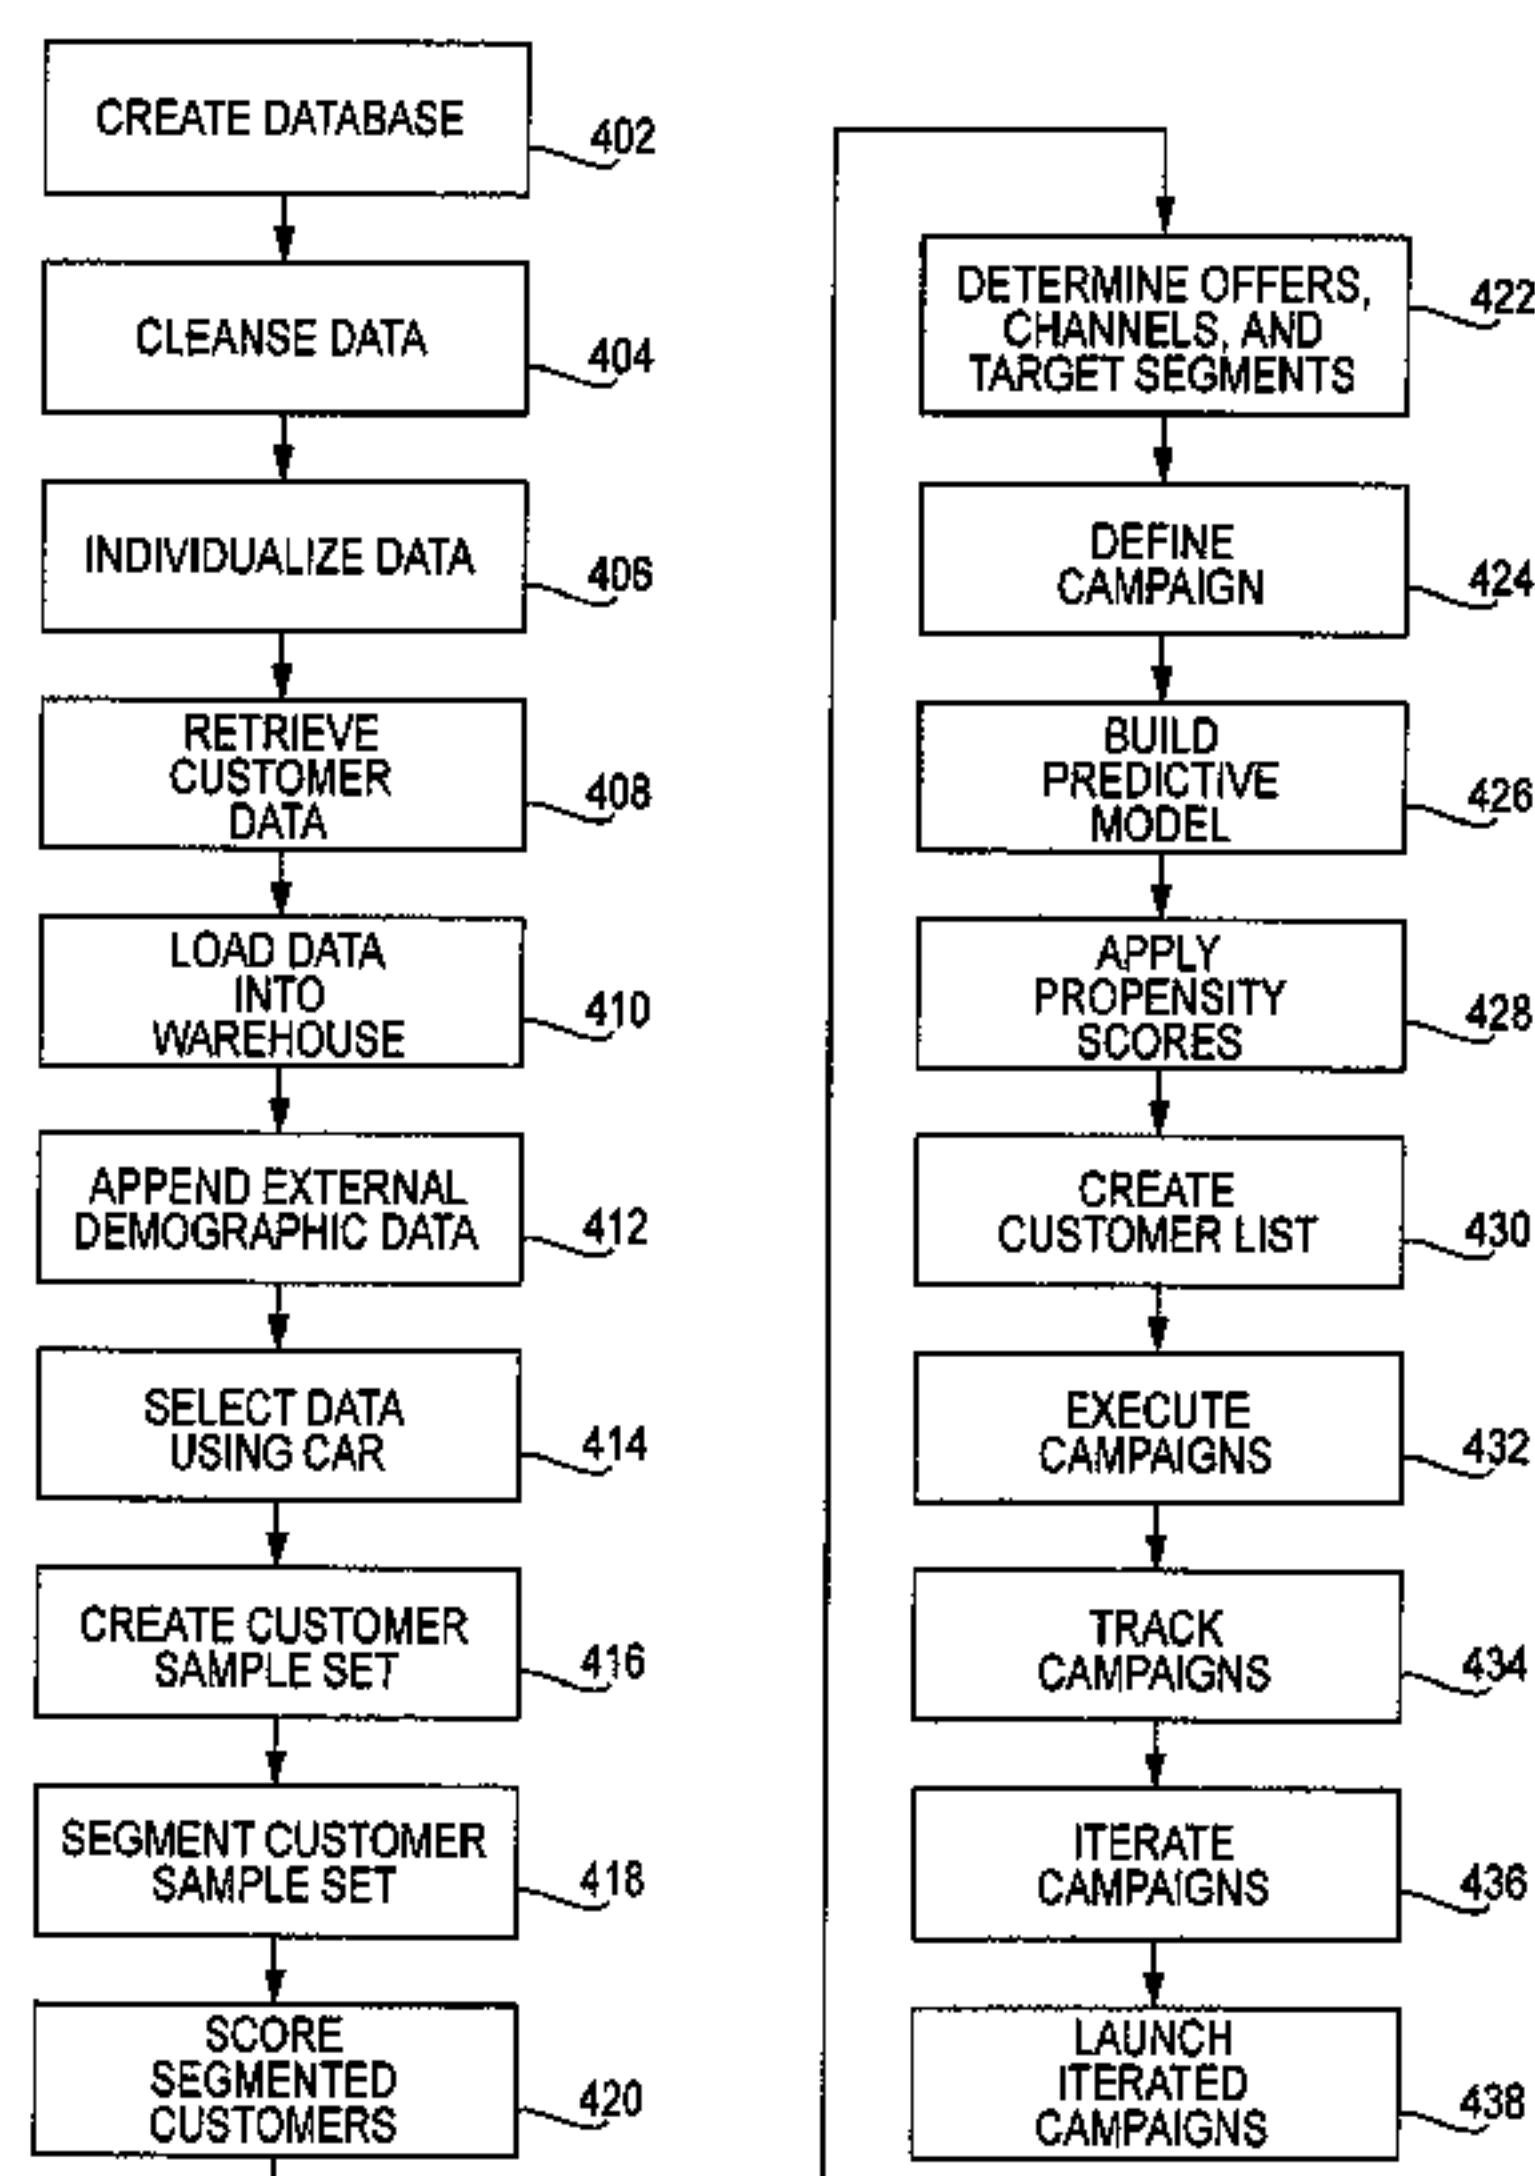 CREATE DATABASE
402
CLEANSE DATA
404
INDIVIDUALIZE DATA
406
RETRIEVE
CUSTOMER
DATA
408
LOAD DATA
INTO
WAREHOUSE
410
APPEND EXTERNAL
DEMOGRAPHIC DATA
412
SELECT DATA
USING CAR
414
CREATE CUSTOMER
SAMPLE SET
416
SEGMENT CUSTOMER
SAMPLE SET
418
SCORE
SEGMENTED
CUSTOMERS
420
DETERMINE OFFERS,
CHANNELS, AND
TARGET SEGMENTS
422
DEFINE
CAMPAIGN
424
BUILD
PREDICTIVE
MODEL
426
APPLY
PROPENSITY
SCORES
428
CREATE
CUSTOMER LIST
430
EXECUTE
CAMPAIGNS
432
TRACK
CAMPAIGNS
434
ITERATE
CAMPAIGNS
436
LAUNCH
ITERATED
CAMPAIGNS
438